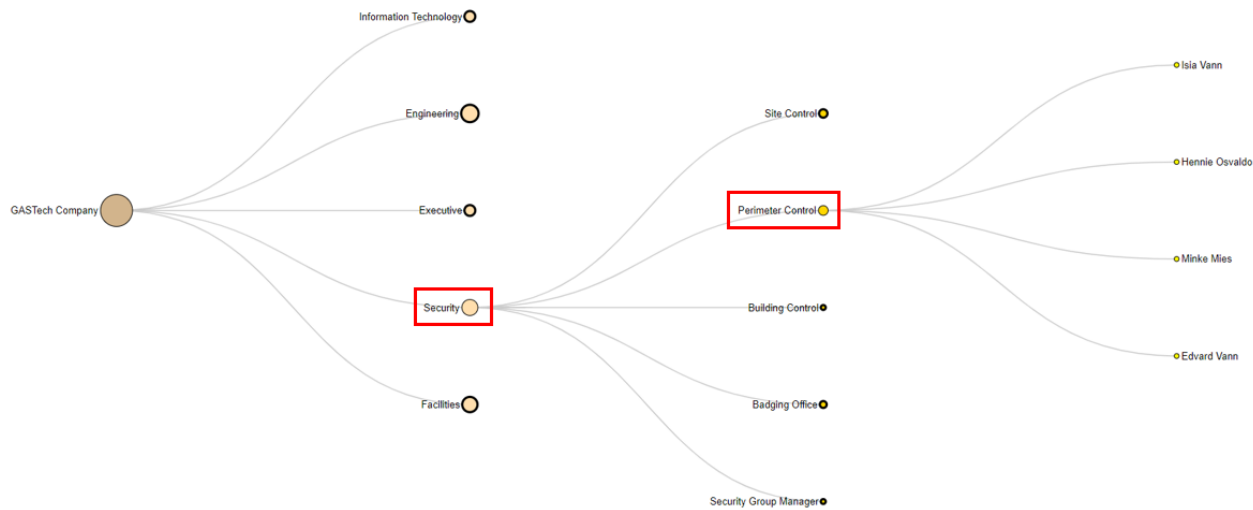 Information Technology
Isia Vann
Engineering
Site Control
Hennie Osvaldo
GASTech Company
Executive
Perimeter Control
Minke Mies
Security
Building Control
Edvard Vann
Facilities
Badging Office
Security Group Manager